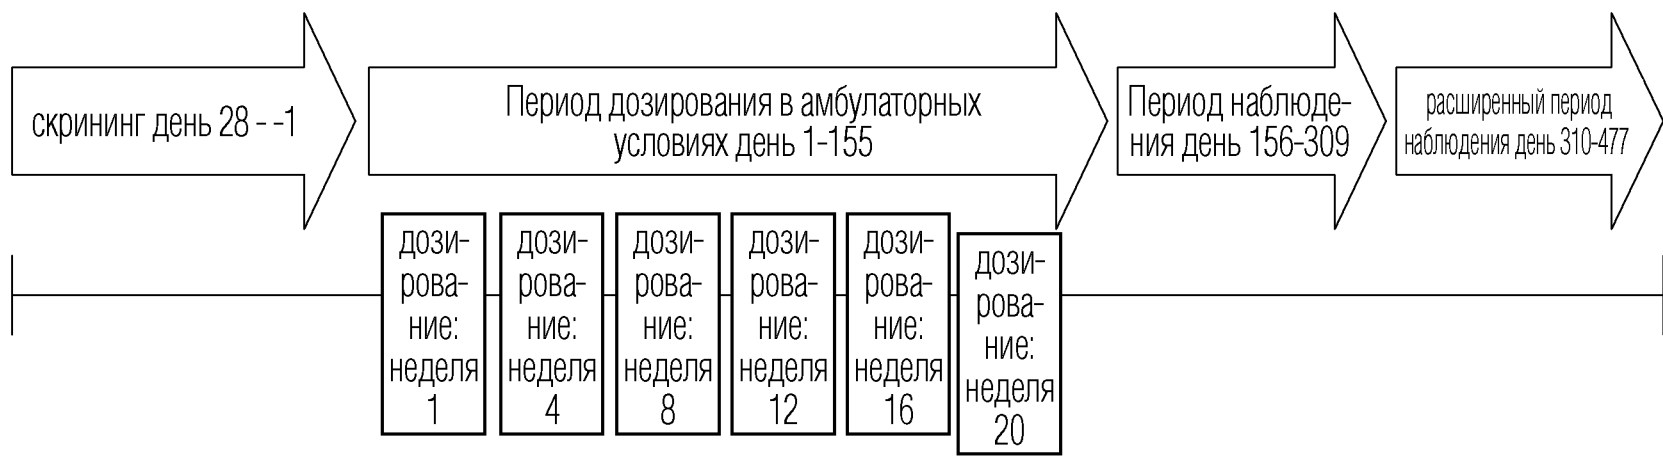 скрининг день 28 - -1
Период дозирования в амбулаторных
условиях день 1-155
Период наблюде-
ния день 156-309
расширенный период
наблюдения день 310-477
дози-
рова-
ние:
неделя
1
дози-
рова-
ние:
неделя
4
дози-
рова-
ние:
неделя
8
дози-
рова-
ние:
неделя
12
дози-
рова-
ние:
неделя
16
дози-
рова-
ние:
неделя
20